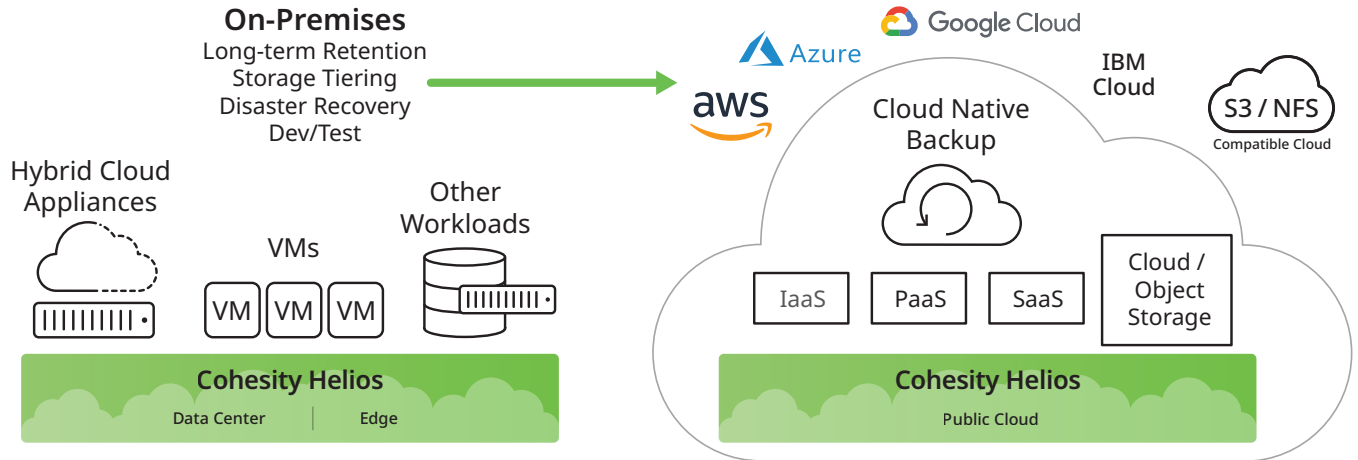 On-Premises
Long-term Retention
Storage Tiering
Disaster Recovery
Dev/Test
Hybrid Cloud
Appliances
VMs
VM
VM
VM
Other
Workloads
Cohesity Helios
Data Center
Edge
aws
Azure
Google Cloud
IBM
Cloud
S3 / NFS
Compatible Cloud
Cloud Native
Backup
IaaS
PaaS
SaaS
Cloud /
Object
Storage
Cohesity Helios
Public Cloud